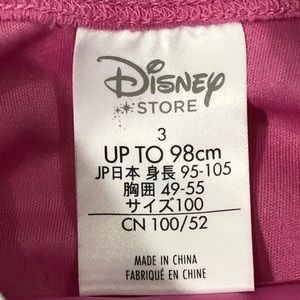 Disney
STORE
3
UP TO 98cm
JP日本 身長 95-105
胸囲 49-55
サイズ100
CN 100/52
MADE IN CHINA
FABRIQUÉ EN CHINE